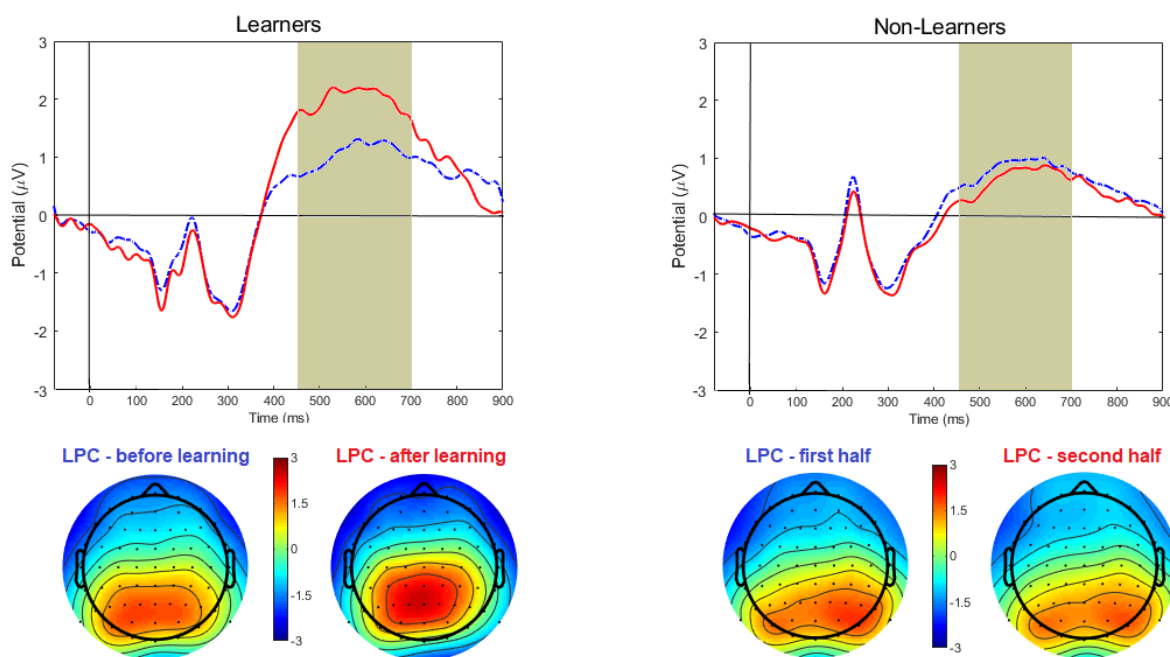 Learners
3
2
1
0
-1
-2
-3
Potential (μV)
0 100 200 300 400 500 600 700 800 900
Time (ms)
Non-Learners
3
2
1
0
-1
-2
-3
Potential (μV)
0 100 200 300 400 500 600 700 800 900
Time (ms)
LPC - before learning
LPC - after learning
3
1.5
0
-1.5
-3
LPC - first half
LPC - second half
3
1.5
0
-1.5
-3